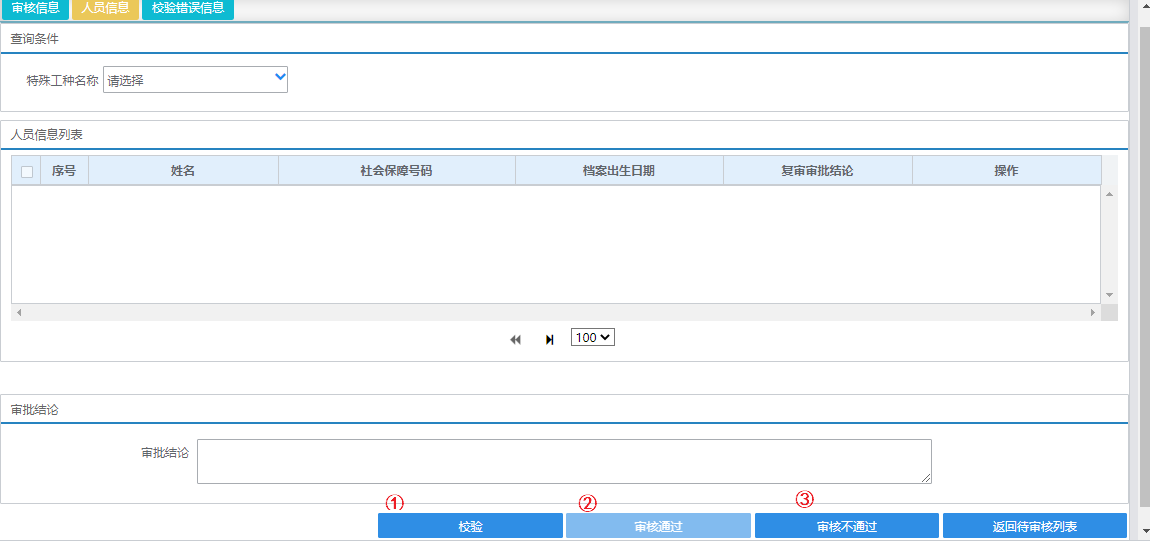 审核信息 人员信息 校验错误信息
查询条件
特殊工种名称 请选择
人员信息列表
序号 姓名 社会保障号码 档案出生日期 复审审批结论 操作
100
审批结论
审批结论
① ② ③
校验 审核通过 审核不通过 返回待审核列表